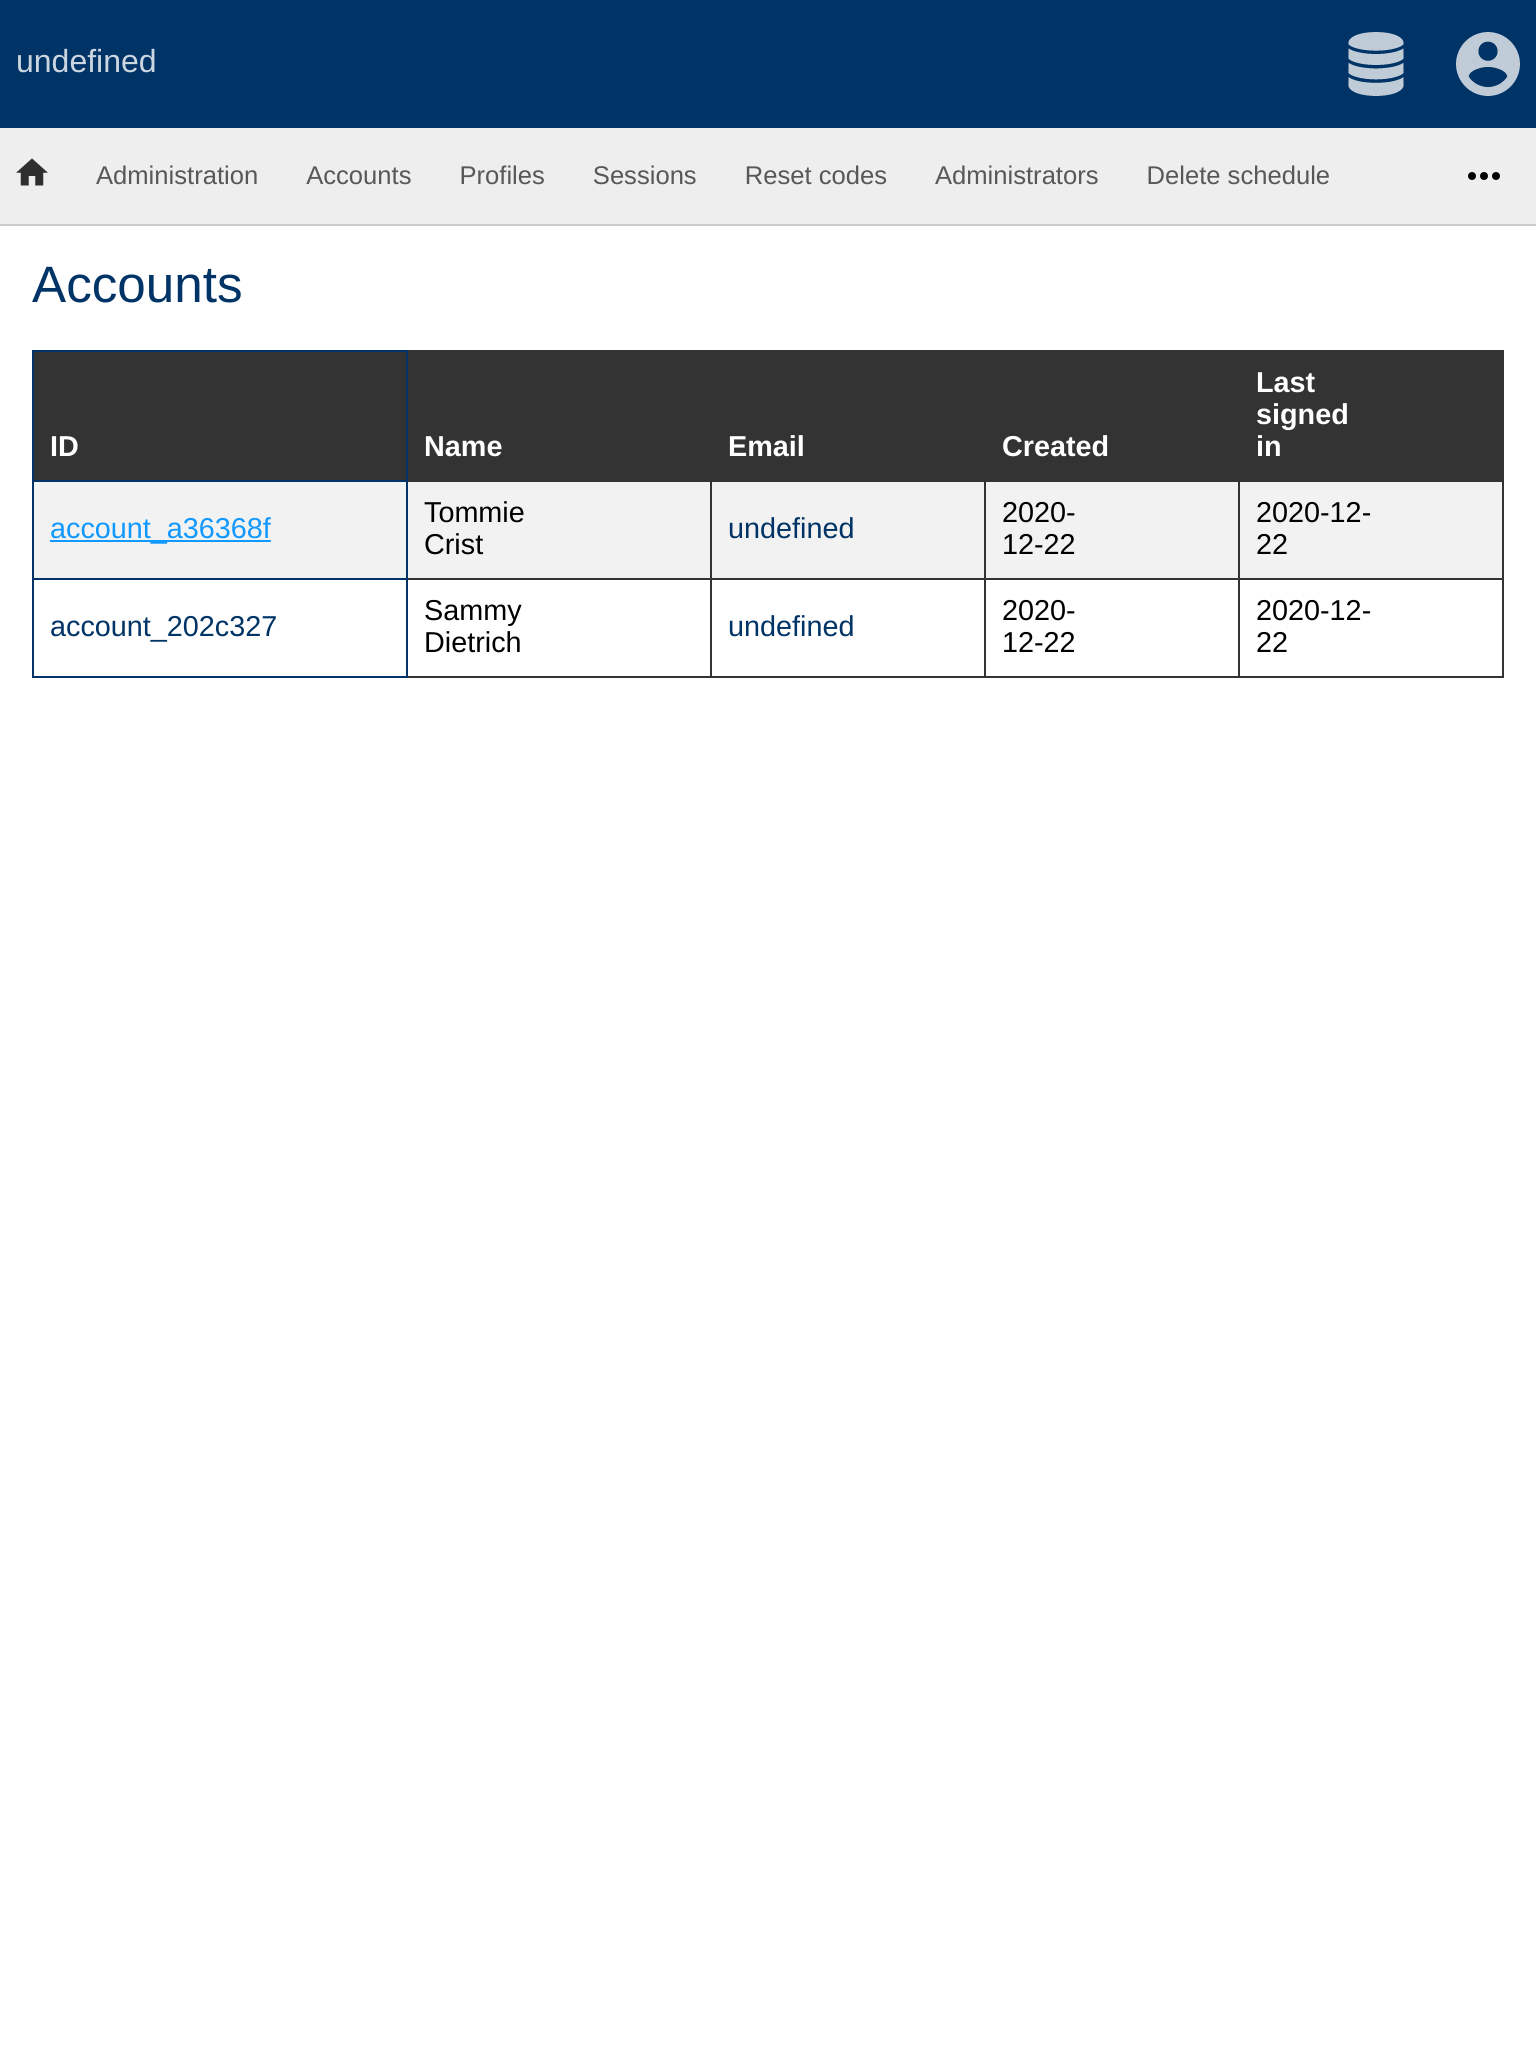 undefined
Administration Accounts Profiles Sessions Reset codes Administrators Delete schedule
Accounts
ID Name Email Created Last signed in
account_a36368f Tommie Crist undefined 2020-12-22 2020-12-22
account_202c327 Sammy Dietrich undefined 2020-12-22 2020-12-22